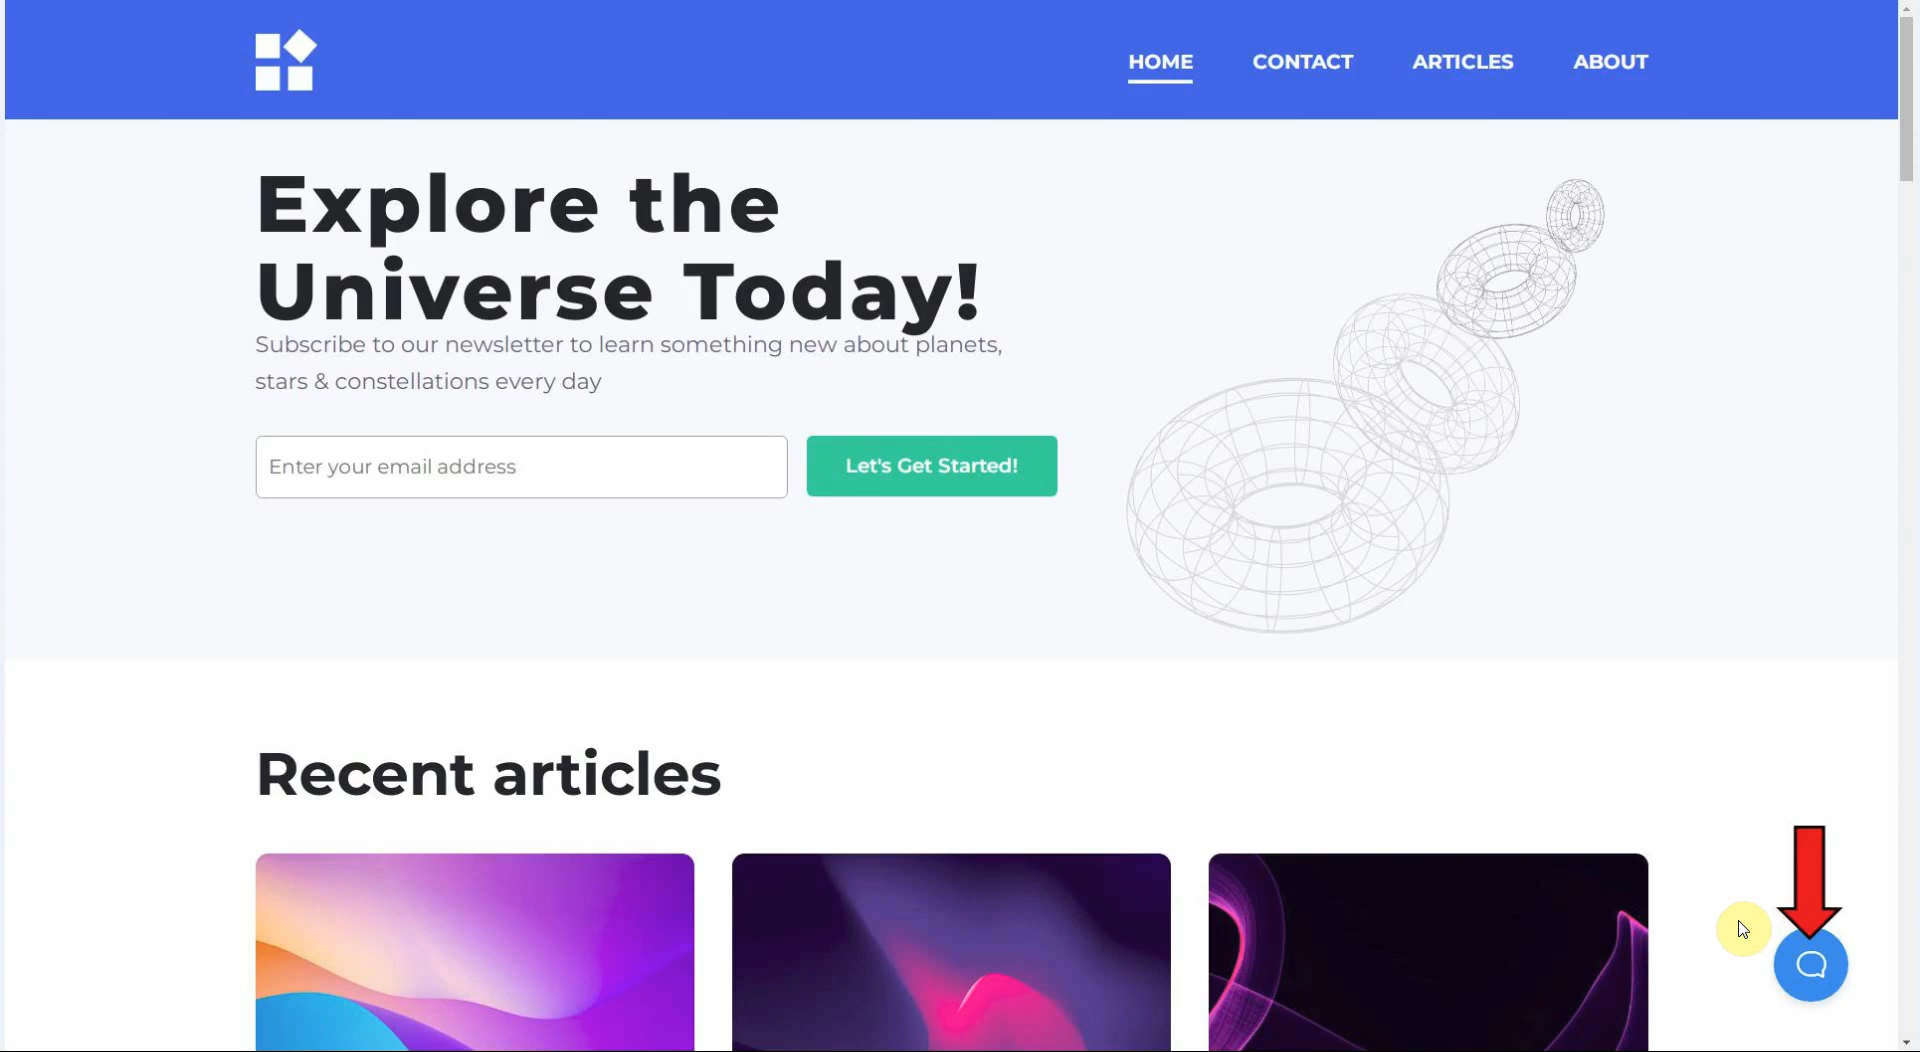 HOME CONTACT ARTICLES ABOUT
Explore the
Universe Today!
Subscribe to our newsletter to learn something new about planets,
stars & constellations every day
Enter your email address
Let's Get Started!
Recent articles